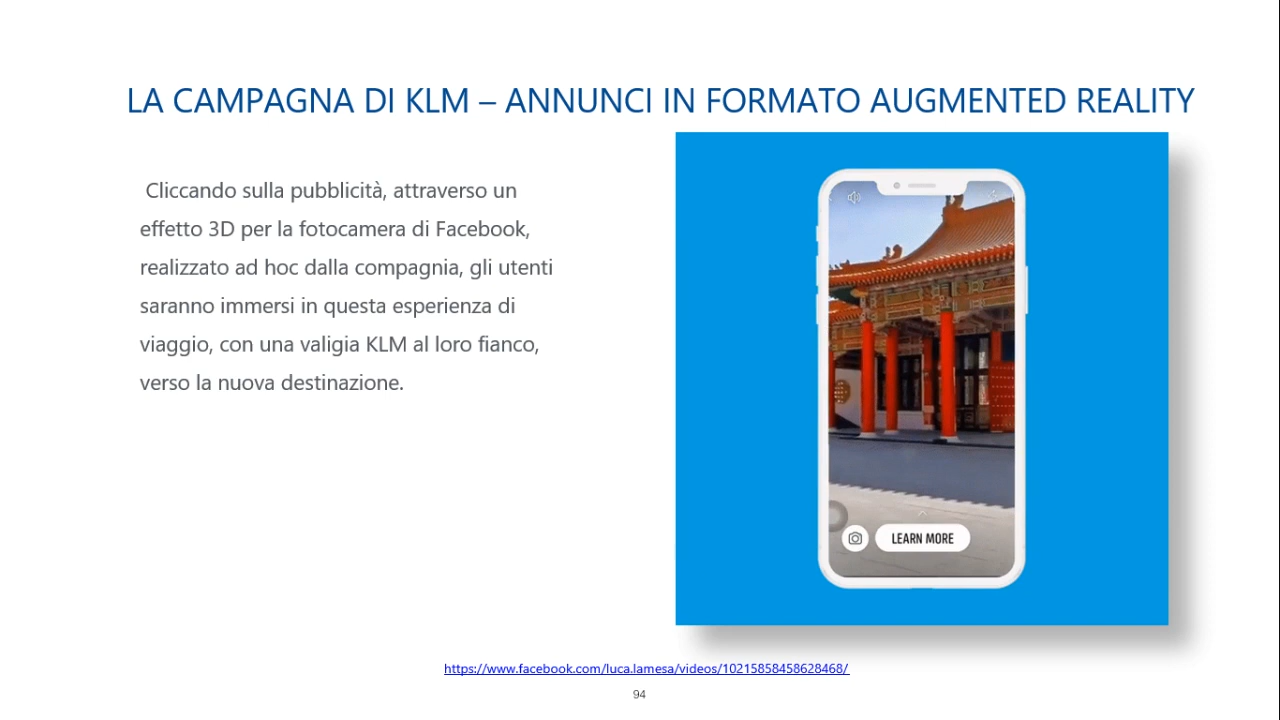 LA CAMPAGNA DI KLM – ANNUNCI IN FORMATO AUGMENTED REALITY
Cliccando sulla pubblicità, attraverso un
effetto 3D per la fotocamera di Facebook,
realizzato ad hoc dalla compagnia, gli utenti
saranno immersi in questa esperienza di
viaggio, con una valigia KLM al loro fianco,
verso la nuova destinazione.
LEARN MORE
https://www.facebook.com/luca.lamesa/videos/10215858458628468/
94